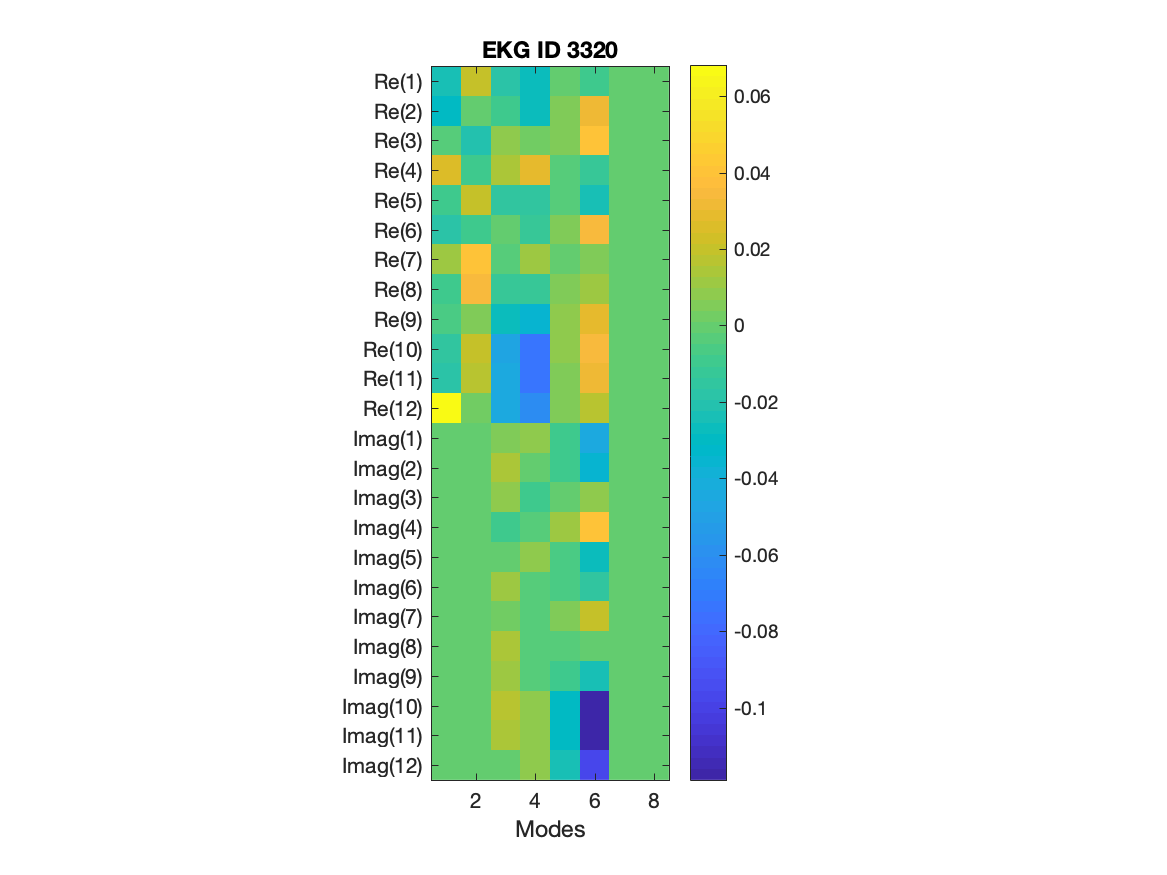 EKG ID 3320
Re(1)
Re(2)
Re(3)
Re(4)
Re(5)
Re(6)
Re(7)
Re(8)
Re(9)
Re(10)
Re(11)
Re(12)
Imag(1)
Imag(2)
Imag(3)
Imag(4)
Imag(5)
Imag(6)
Imag(7)
Imag(8)
Imag(9)
Imag(10)
Imag(11)
Imag(12)
2 4 6 8
Modes
0.06
0.04
0.02
0
-0.02
-0.04
-0.06
-0.08
-0.1